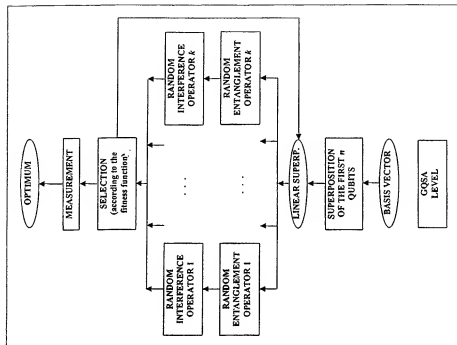 OPTIMUM
MEASUREMENT
SELECTION
(according to the
fitness function)
RANDOM
INTERFERENCE
OPERATOR 1
. . .
RANDOM
INTERFERENCE
OPERATOR k
RANDOM
ENTANGLEMENT
OPERATOR 1
. . .
RANDOM
ENTANGLEMENT
OPERATOR k
LINEAR SUPERP.
SUPERPOSITION
OF THE FIRST n
QUBITS
BASIS VECTOR
GQSA
LEVEL